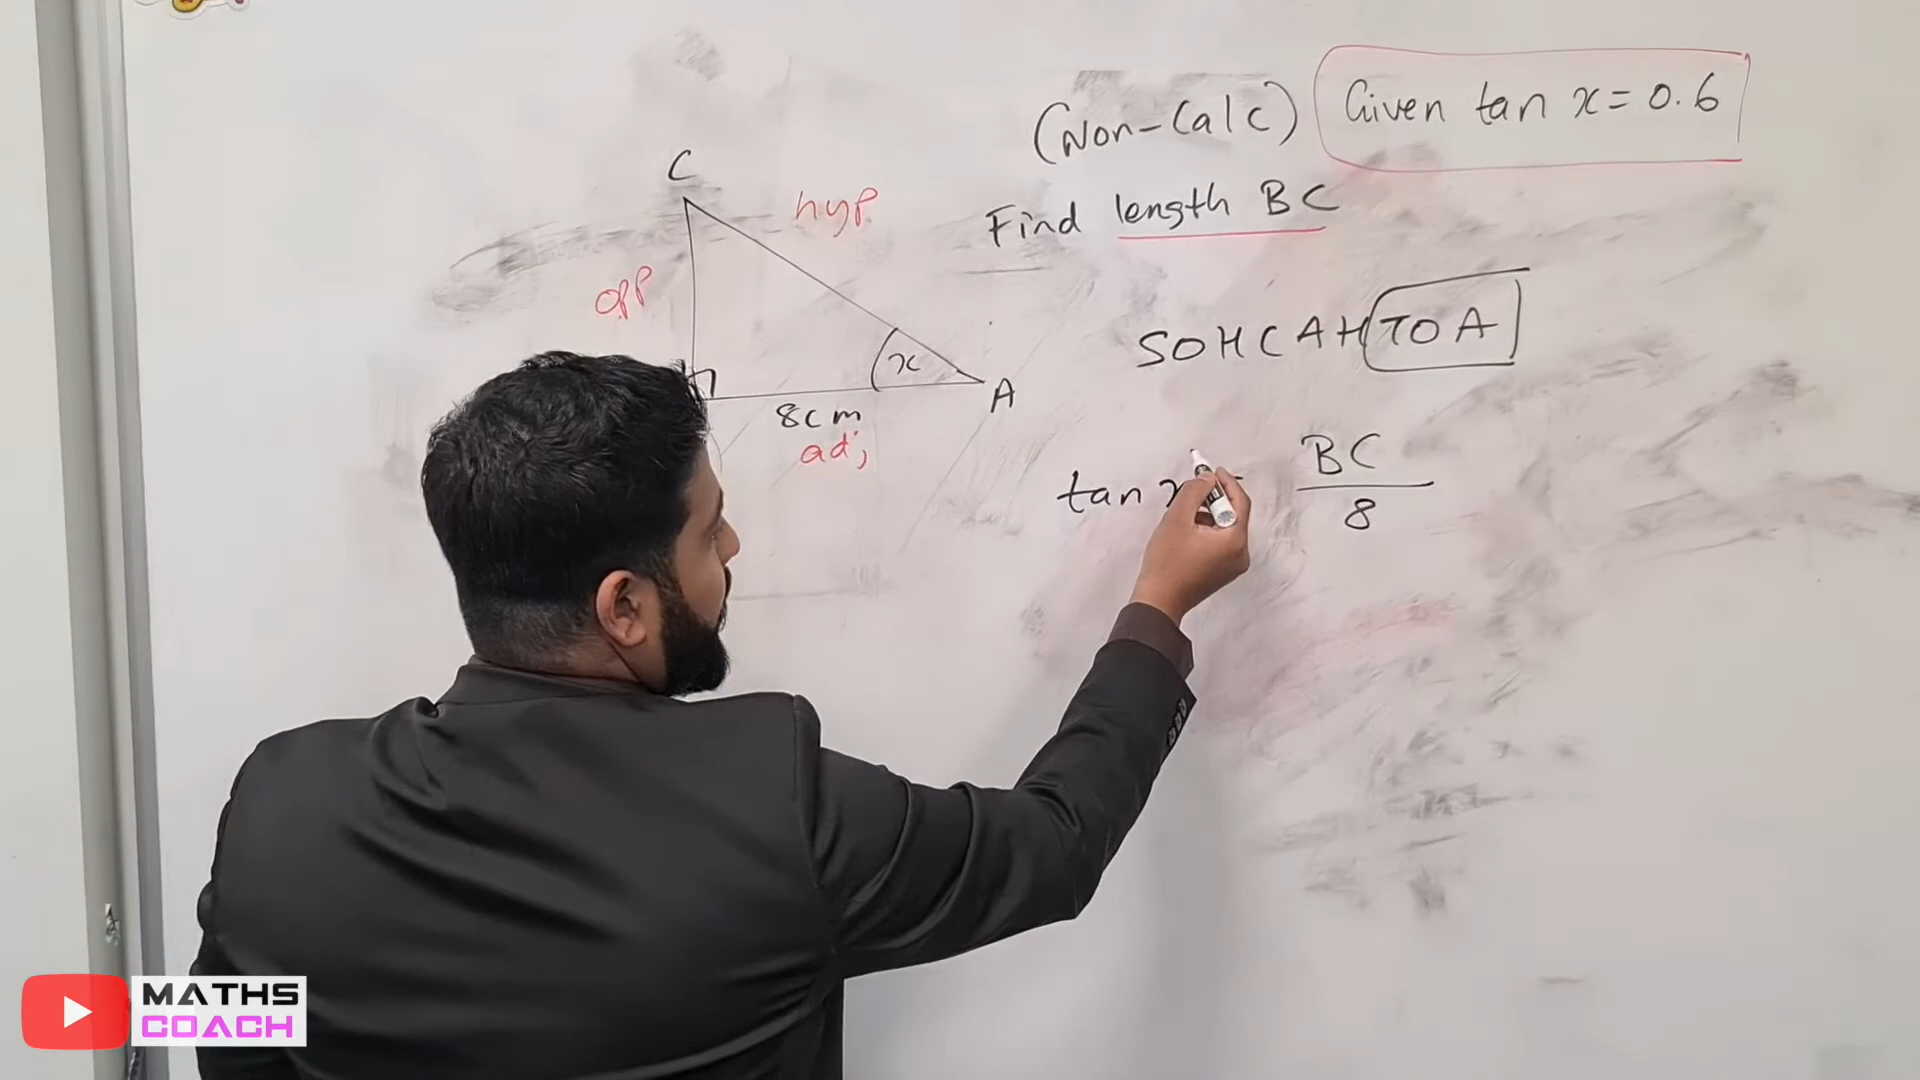 (Non-Calc) Given tan x = 0.6
Find length BC
C
hyp
opp
x
A
8cm
adj
SOHCAHTOA
tan x = BC
8
MATHS
COACH